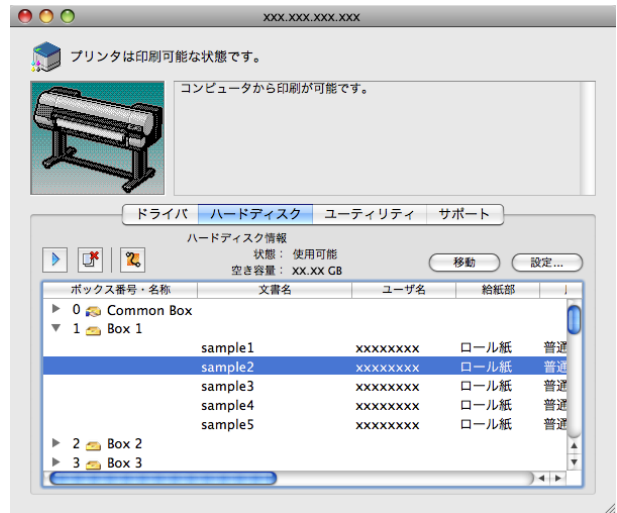 xxx.xxx.xxx.xxx
プリンタは印刷可能な状態です。
コンピュータから印刷が可能です。
ドライバ ハードディスク ユーティリティ サポート
ハードディスク情報
状態： 使用可能
空き容量： XX.XX GB
移動 設定...
ボックス番号・名称 文書名 ユーザ名 給紙部
0 Common Box
1 Box 1
sample1 xxxxxxxx ロール紙 普通
sample2 xxxxxxxx ロール紙 普通
sample3 xxxxxxxx ロール紙 普通
sample4 xxxxxxxx ロール紙 普通
sample5 xxxxxxxx ロール紙 普通
2 Box 2
3 Box 3